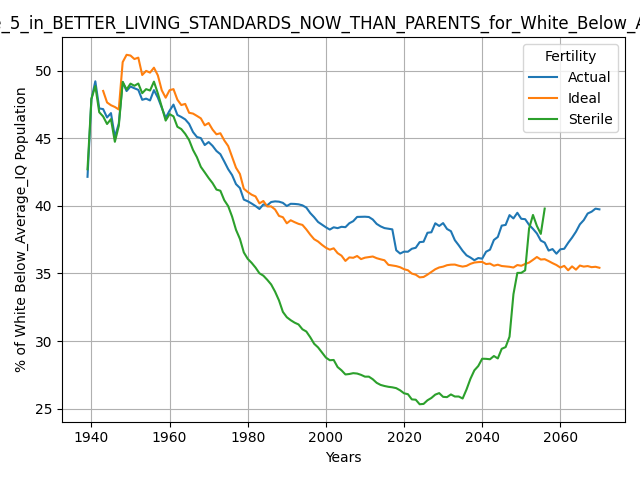 _5_in_BETTER_LIVING_STANDARDS_NOW_THAN_PARENTS_for_White_Below_A
Fertility
Actual
Ideal
Sterile
% of White Below_Average_IQ Population
50
45
40
35
30
25
1940
1960
1980
2000
2020
2040
2060
Years